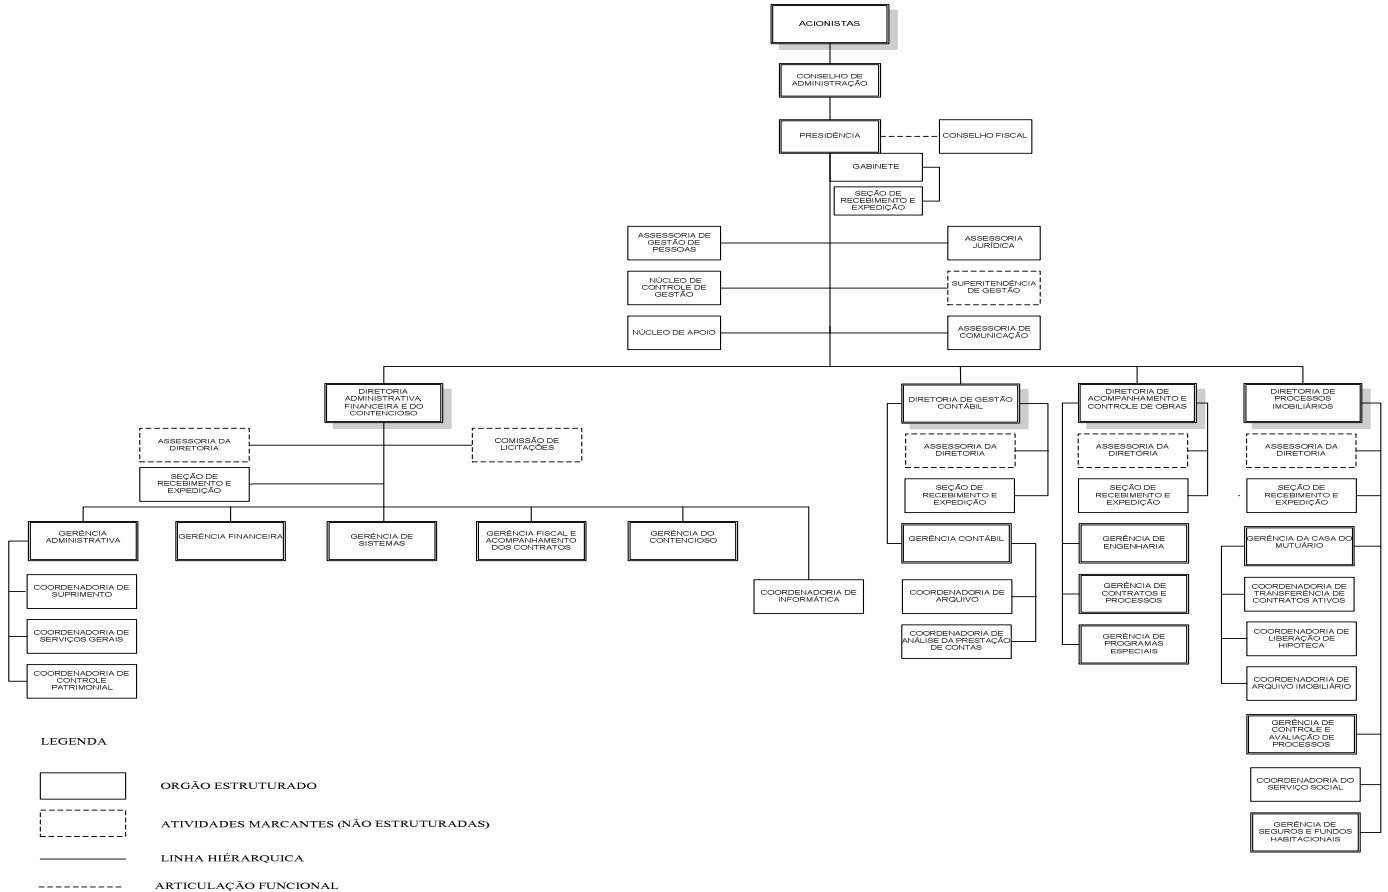 ACIONISTAS
CONSELHO DE
ADMINISTRAÇÃO
PRESIDÊNCIA
CONSELHO FISCAL
GABINETE
SEÇÃO DE
RECEBIMENTO E
EXPEDIÇÃO
ASSESSORIA DE
GESTÃO DE
PESSOAS
ASSESSORIA
JURÍDICA
NÚCLEO DE
CONTROLE DE
GESTÃO
SUPERITENDÊNCIA
DE GESTÃO
NÚCLEO DE APOIO
ASSESSORIA DE
COMUNICAÇÃO
DIRETORIA
ADMINISTRATIVA,
FINANCEIRA E DO
CONTENCIOSO
DIRETORIA DE GESTÃO
CONTÁBIL
DIRETORIA DE
ACOMPANHAMENTO E
CONTROLE DE OBRAS
DIRETORIA DE
PROCESSOS
IMOBILIÁRIOS
ASSESSORIA DA
DIRETORIA
COMISSÃO DE
LICITAÇÕES
ASSESSORIA DA
DIRETORIA
ASSESSORIA DA
DIRETORIA
ASSESSORIA DA
DIRETORIA
SEÇÃO DE
RECEBIMENTO E
EXPEDIÇÃO
SEÇÃO DE
RECEBIMENTO E
EXPEDIÇÃO
SEÇÃO DE
RECEBIMENTO E
EXPEDIÇÃO
SEÇÃO DE
RECEBIMENTO E
EXPEDIÇÃO
GERÊNCIA
ADMINISTRATIVA
GERÊNCIA FINANCEIRA
GERÊNCIA DE
SISTEMAS
GERÊNCIA FISCAL E
ACOMPANHAMENTO
DOS CONTRATOS
GERÊNCIA DO
CONTENCIOSO
GERÊNCIA CONTÁBIL
GERÊNCIA DE
ENGENHARIA
GERÊNCIA DA CASA DO
MUTUÁRIO
COORDENADORIA DE
SUPRIMENTO
COORDENADORIA DE
INFORMÁTICA
COORDENADORIA DE
ARQUIVO
GERÊNCIA DE
CONTRATOS E
PROCESSOS
COORDENADORIA DE
TRANSFERÊNCIA DE
CONTRATOS ATIVOS
COORDENADORIA DE
SERVIÇOS GERAIS
COORDENADORIA DE
ANÁLISE DA PRESTAÇÃO
DE CONTAS
GERÊNCIA DE
PROGRAMAS
ESPECIAIS
COORDENADORIA DE
LIBERAÇÃO DE
HIPOTECA
COORDENADORIA DE
CONTROLE
PATRIMONIAL
COORDENADORIA DE
ARQUIVO IMOBILIÁRIO
GERÊNCIA DE
CONTROLE E
AVALIAÇÃO DE
PROCESSOS
COORDENADORIA DO
SERVIÇO SOCIAL
GERÊNCIA DE
SEGUROS E FUNDOS
HABITACIONAIS
LEGENDA
ORGÃO ESTRUTURADO
ATIVIDADES MARCANTES (NÃO ESTRUTURADAS)
LINHA HIÉRARQUICA
ARTICULAÇÃO FUNCIONAL